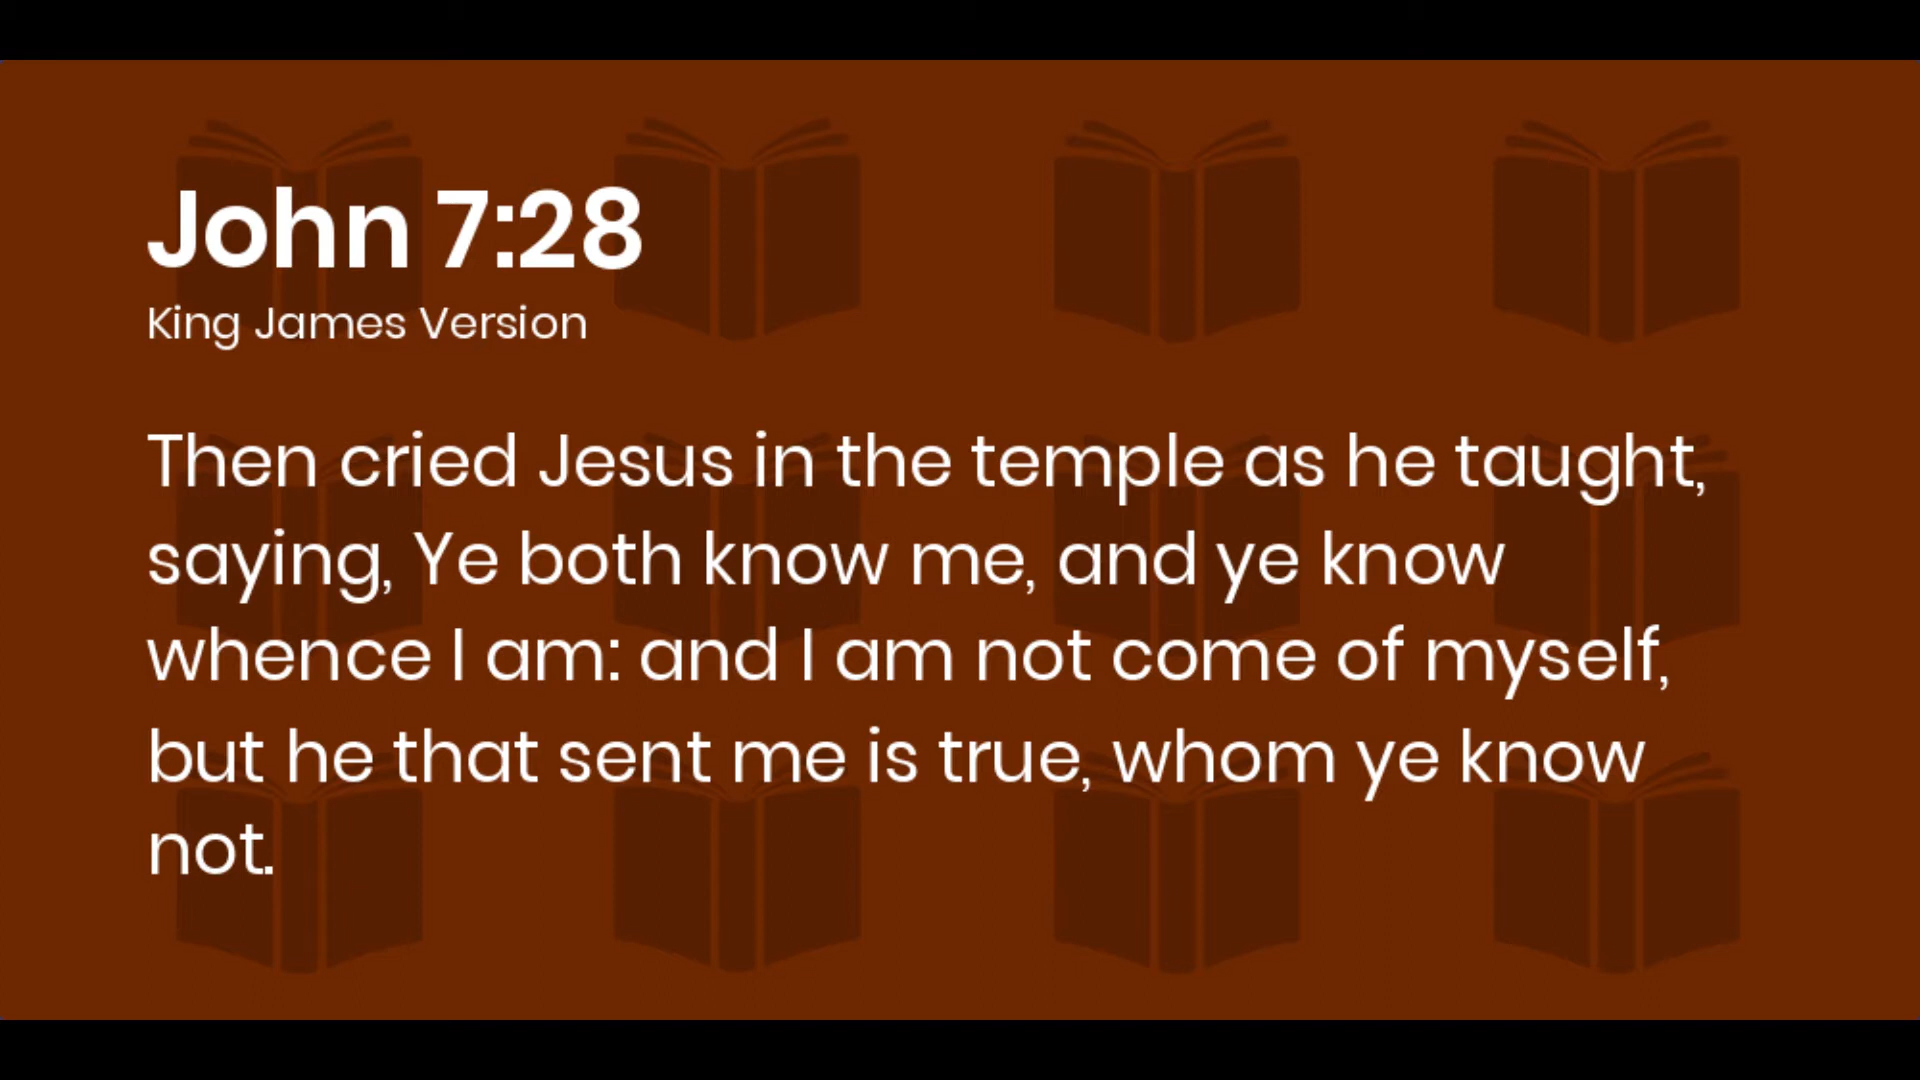 John 7:28
King James Version
Then cried Jesus in the temple as he taught,
saying, Ye both know me, and ye know
whence I am: and I am not come of myself,
but he that sent me is true, whom ye know
not.